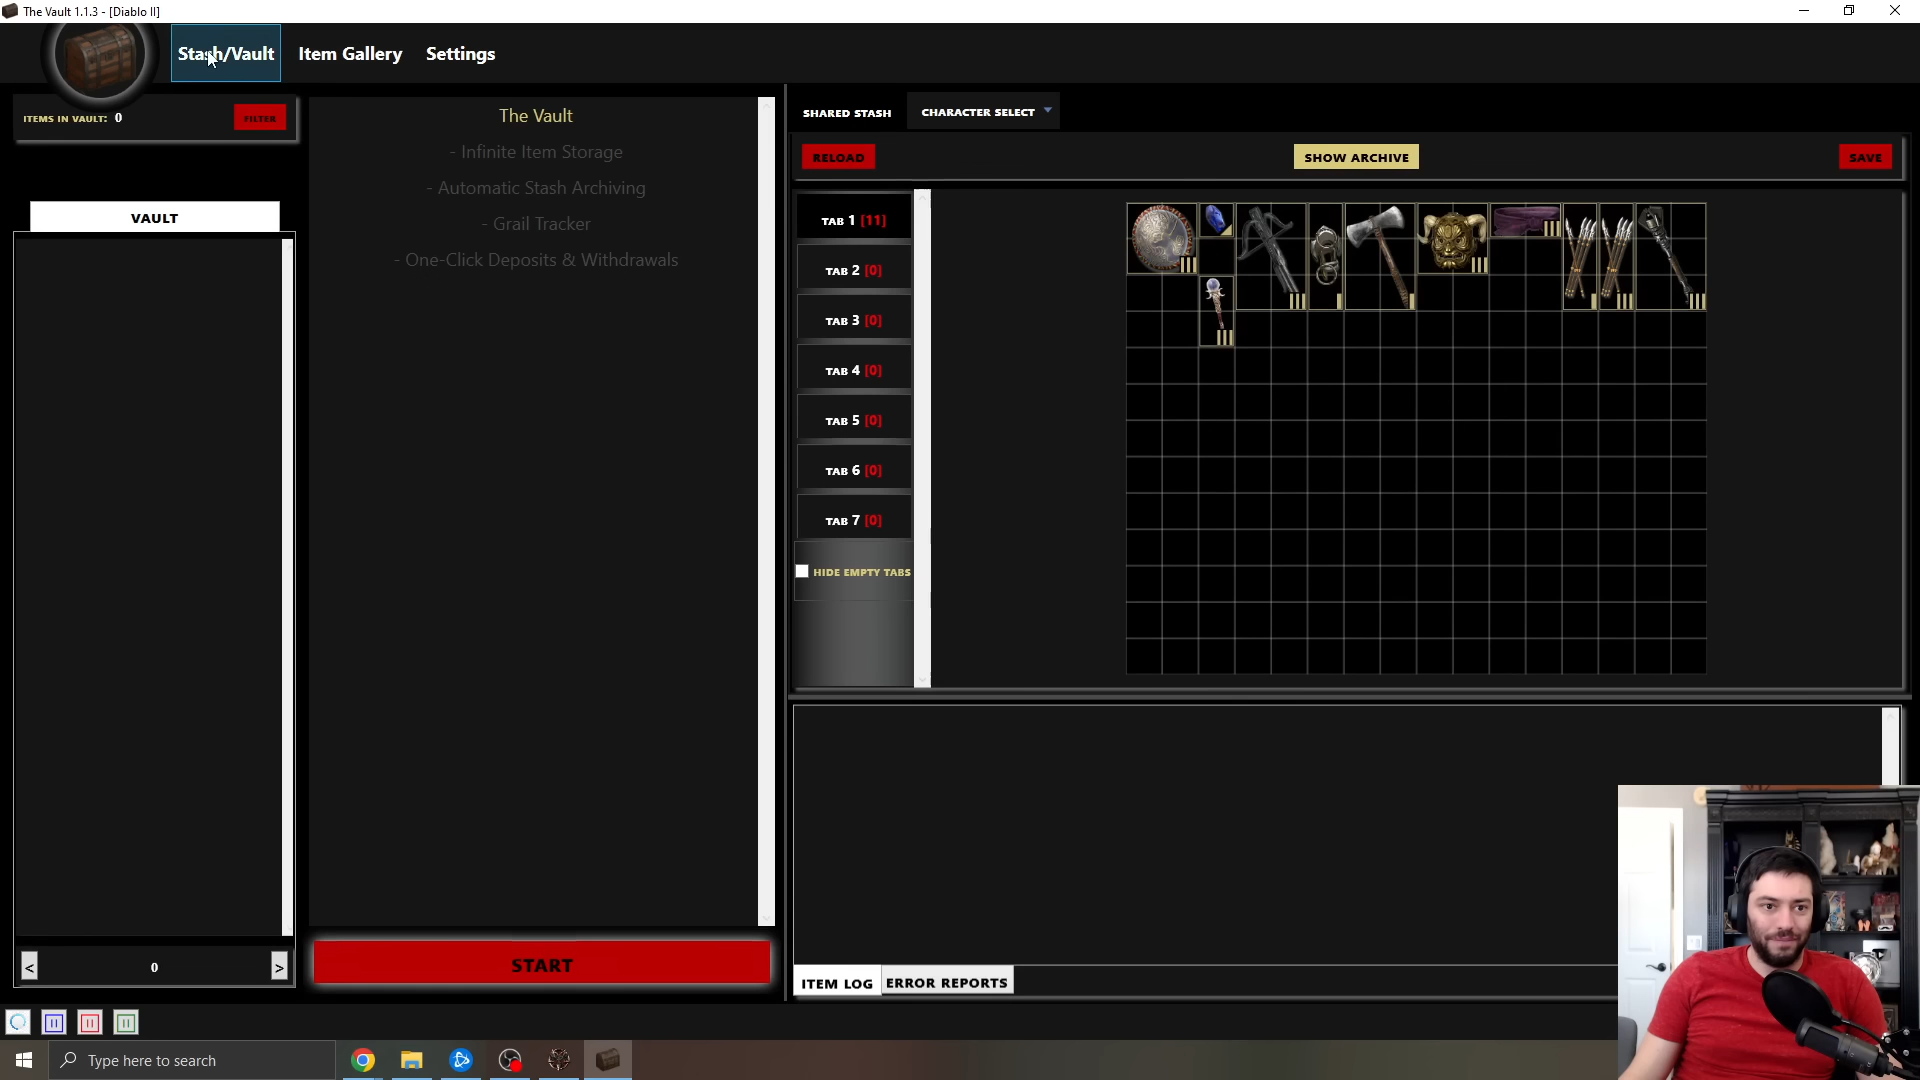 The Vault 1.1.3 - [Diablo II]
Stash/Vault
Item Gallery
Settings
ITEMS IN VAULT: 0
FILTER
VAULT
< 0 >
The Vault
- Infinite Item Storage
- Automatic Stash Archiving
- Grail Tracker
- One-Click Deposits & Withdrawals
START
SHARED STASH
CHARACTER SELECT
RELOAD
SHOW ARCHIVE
SAVE
TAB 1 [11]
TAB 2 [0]
TAB 3 [0]
TAB 4 [0]
TAB 5 [0]
TAB 6 [0]
TAB 7 [0]
HIDE EMPTY TABS
ITEM LOG
ERROR REPORTS
Type here to search